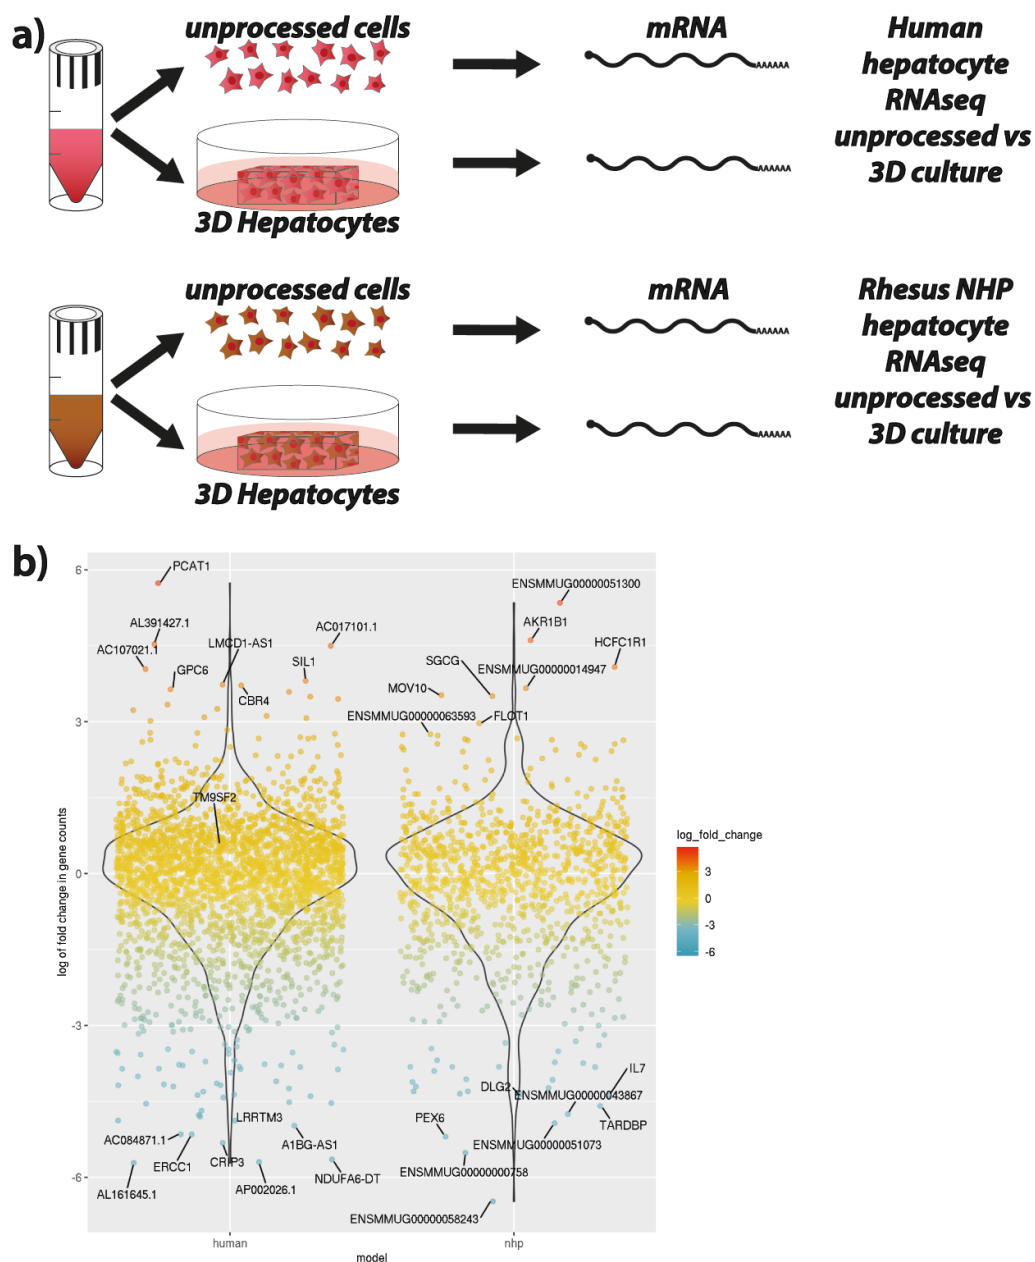 a)
unprocessed cells
mRNA
Human
hepatocyte
RNAseq
unprocessed vs
3D culture
AAAAAA
AAAAAA
3D Hepatocytes
unprocessed cells
mRNA
Rhesus NHP
hepatocyte
RNAseq
unprocessed vs
3D culture
AAAAAA
AAAAAA
3D Hepatocytes
b)
6
PCAT1
ENSMMUG00000051300
AL391427.1
AC017101.1
AKR1B1
LMCD1-AS1
HCFC1R1
AC107021.1
SIL1
SGCG
GPC6
ENSMMUG00000014947
MOV10
CBR4
ENSMMUG00000063593
FLOT1
3
TM9SF2
log of fold change in gene counts
log_fold_change
3
0
-3
-6
0
-3
IL7
DLG2
ENSMMUG00000043867
LRRTM3
PEX6
TARDBP
AC084871.1
A1BG-AS1
ENSMMUG00000051073
ERCC1
CRIP3
NDUFA6-DT
ENSMMUG00000000758
-6
AL161645.1
AP002026.1
ENSMMUG00000058243
human
nhp
model